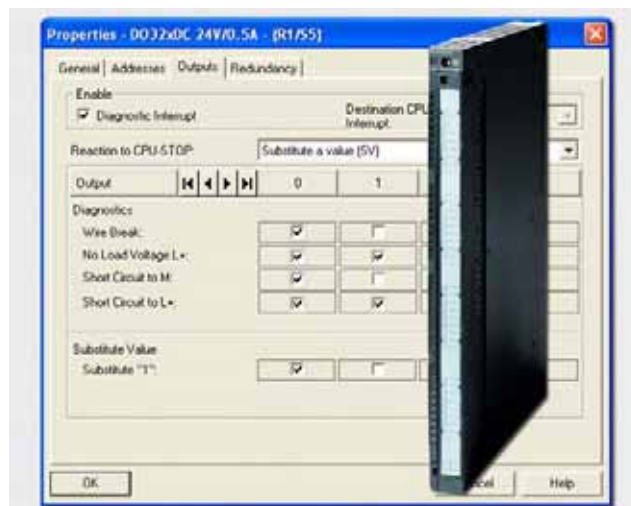 Properties - DO32xDC 24V/0.5A - (R1/S5)
General Addresses Outputs Redundancy
Enable
Diagnostic Interrupt
Destination CPU
Interrupt:
Reaction to CPU-STOP: Substitute a value (SV)
Output 0 1
Diagnostics
Wire Break:
No Load Voltage L+:
Short Circuit to M:
Short Circuit to L+:
Substitute Value
Substitute "1":
OK Help